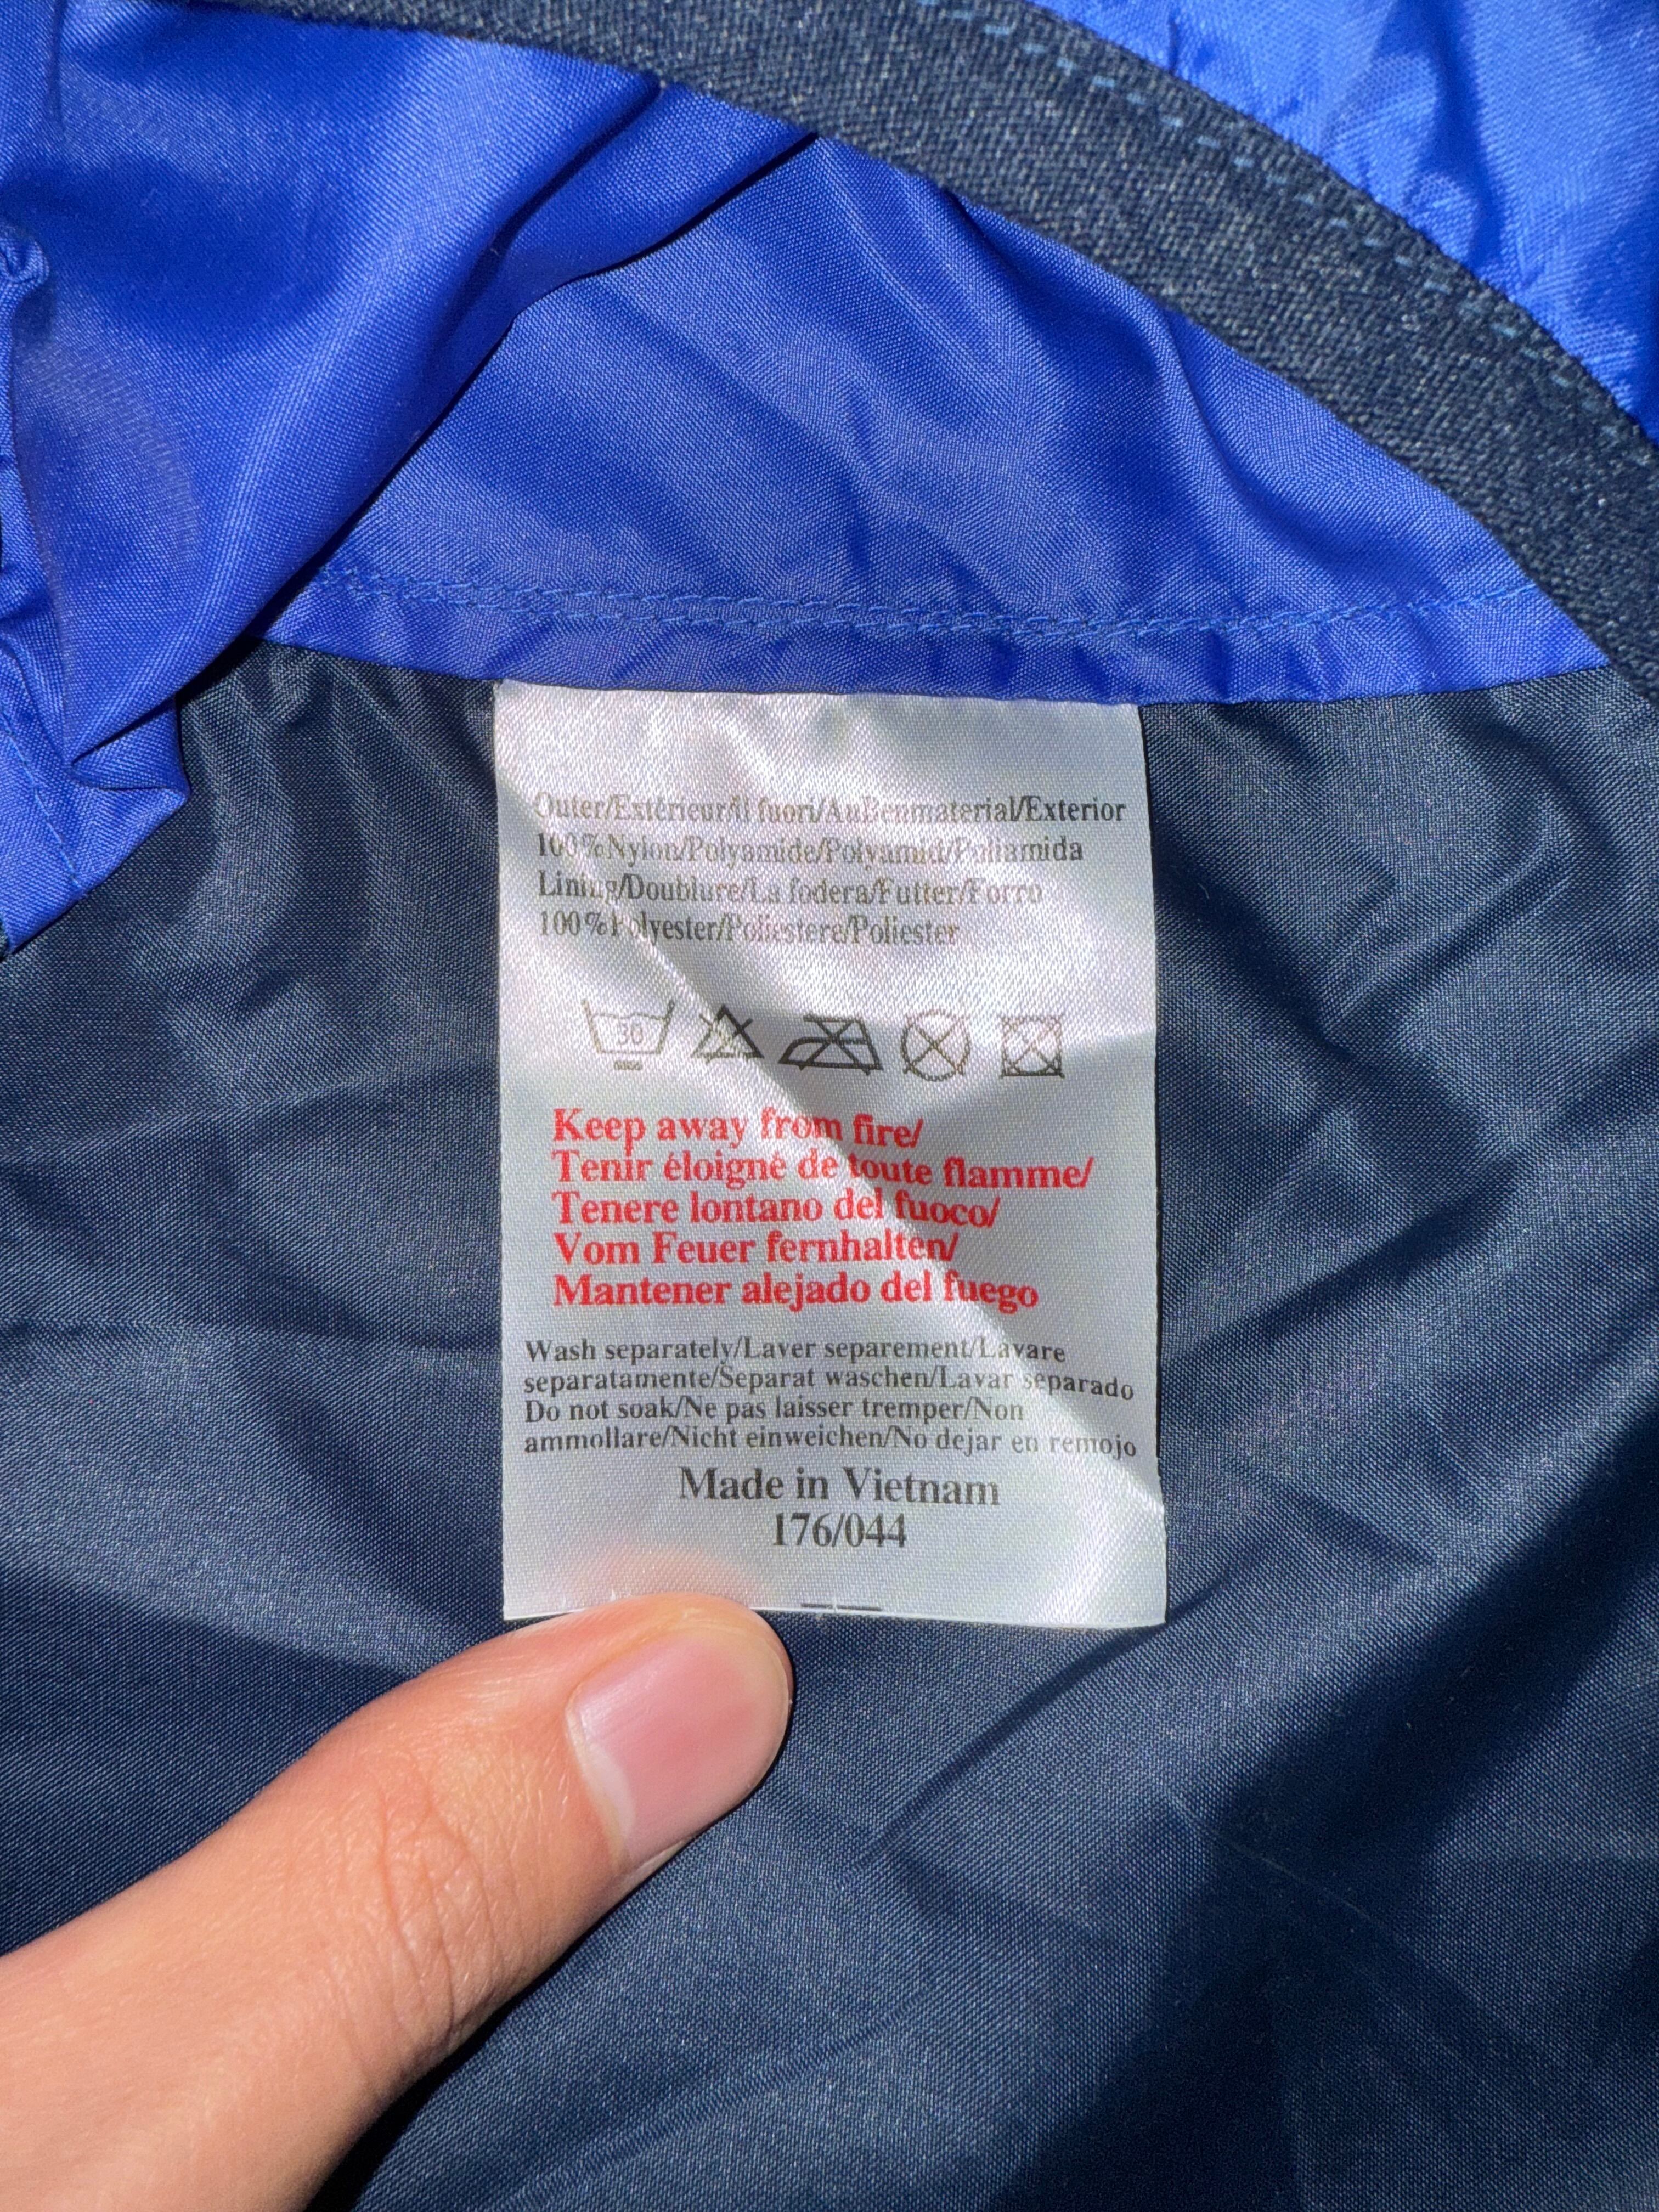 Outer/Extérieur/Il fuori/Außenmaterial/Exterior
100%Nylon/Polyamide/Polyamid/Poliamida
Lining/Doublure/La fodera/Futter/Forro
100%Polyester/Poliestere/Poliester
30
Keep away from fire/
Tenir éloigné de toute flamme/
Tenere lontano del fuoco/
Vom Feuer fernhalten/
Mantener alejado del fuego
Wash separately/Laver separement/Lavare
separatamente/Separat waschen/Lavar separado
Do not soak/Ne pas laisser tremper/Non
ammollare/Nicht einweichen/No dejar en remojo
Made in Vietnam
176/044